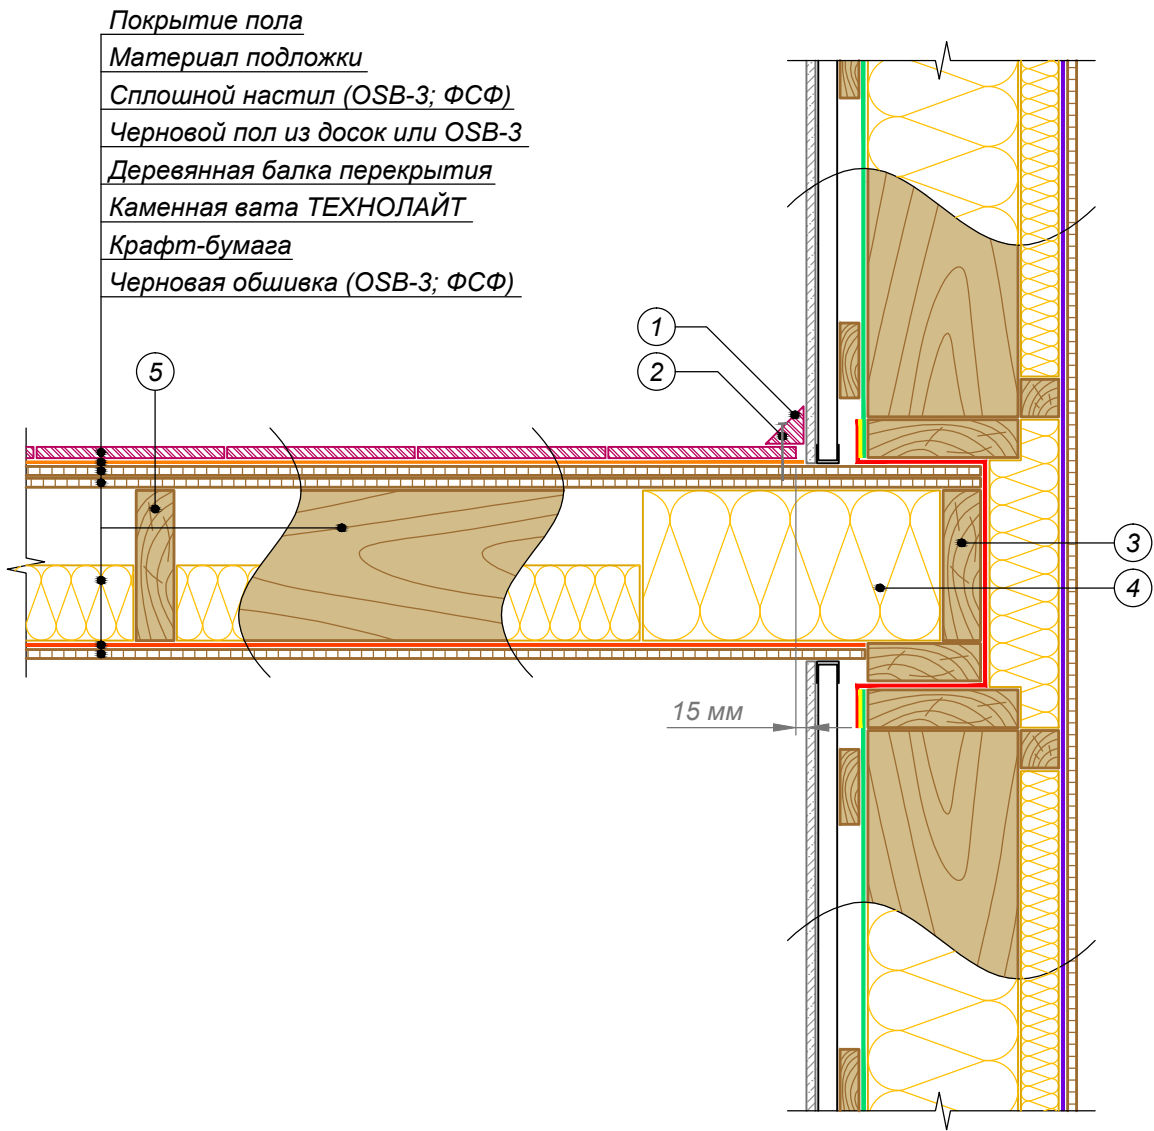 Покрытие пола
Материал подложки
Сплошной настил (OSB-3; ФСФ)
Черновой пол из досок или OSB-3
Деревянная балка перекрытия
Каменная вата ТЕХНОЛАЙТ
Крафт-бумага
Черновая обшивка (OSB-3; ФСФ)
1
2
5
3
4
15 мм